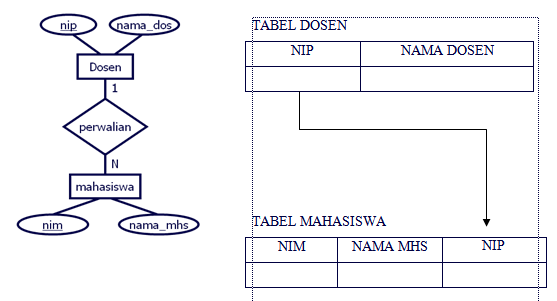 nip
nama_dos
Dosen
1
perwalian
N
mahasiswa
nim
nama_mhs
TABEL DOSEN
NIP
NAMA DOSEN
TABEL MAHASISWA
NIM
NAMA MHS
NIP